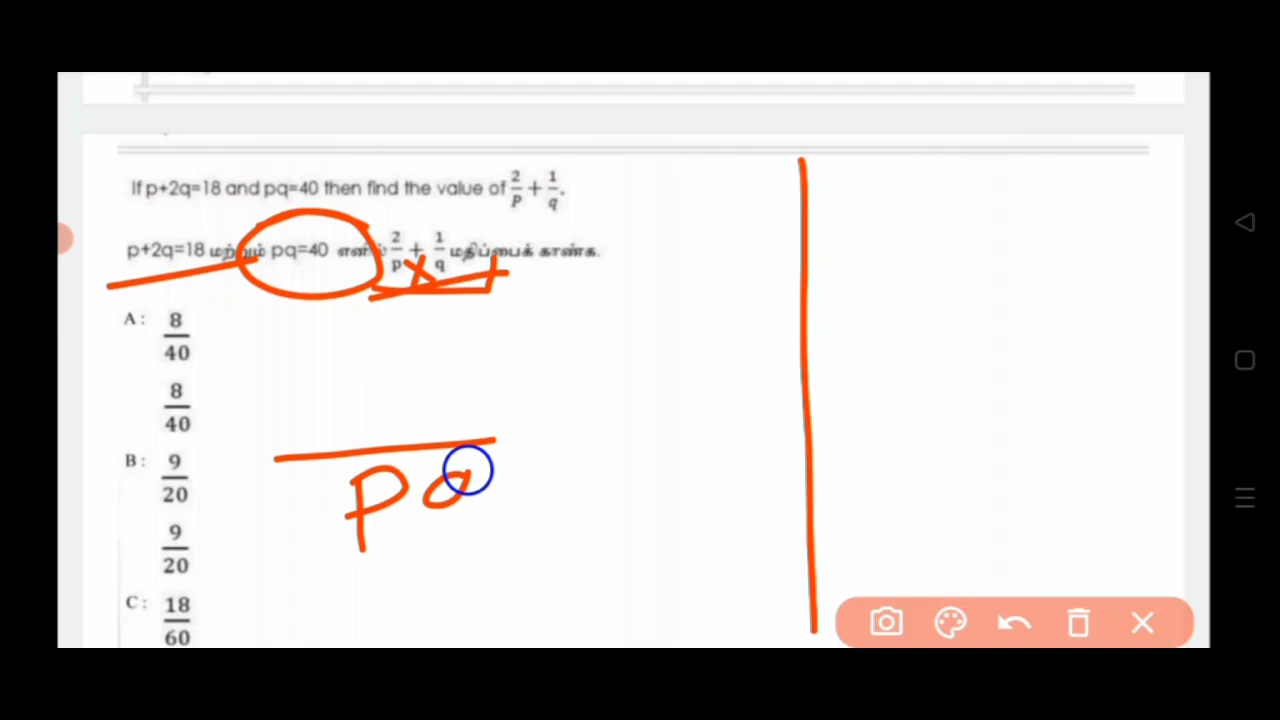 If p+2q=18 and pq=40 then find the value of 2/p + 1/q.
p+2q=18 மற்றும் pq=40 எனில் 2/p + 1/q மதிப்பைக் காண்க.
A: 8/40
8/40
B: 9/20
9/20
C: 18/60
p